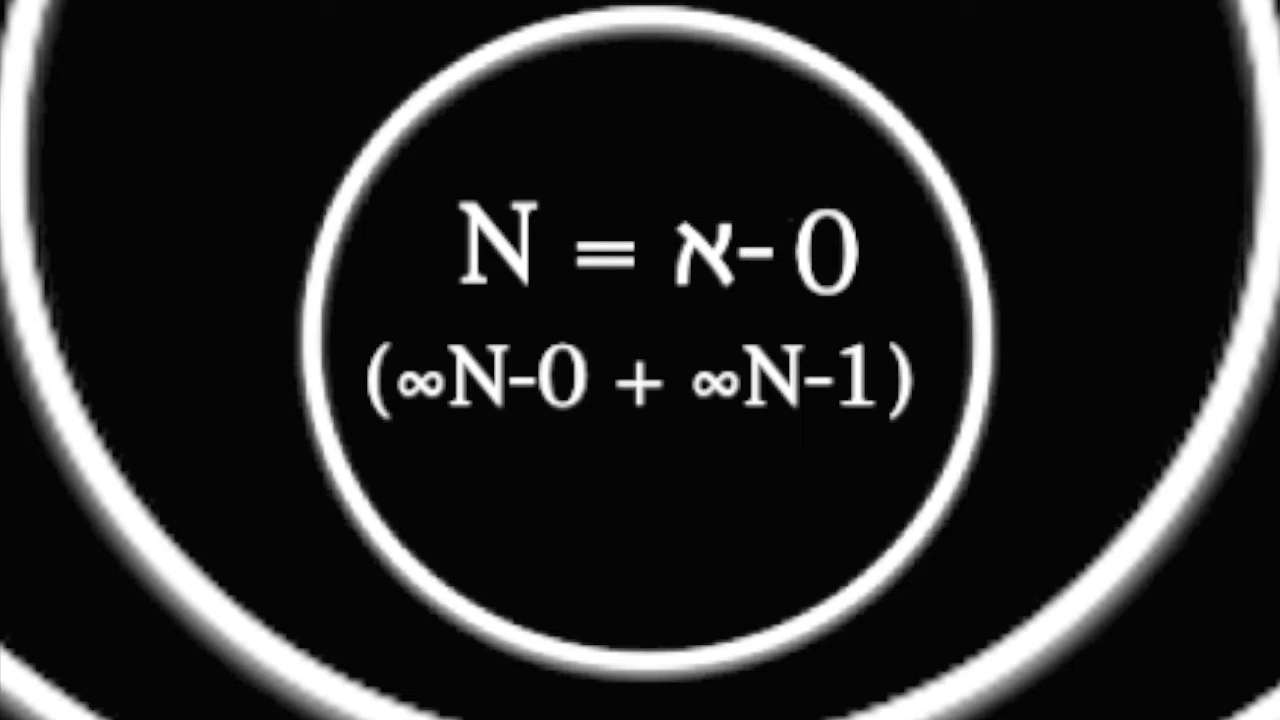 N = א- 0
(∞N-0 + ∞N-1)